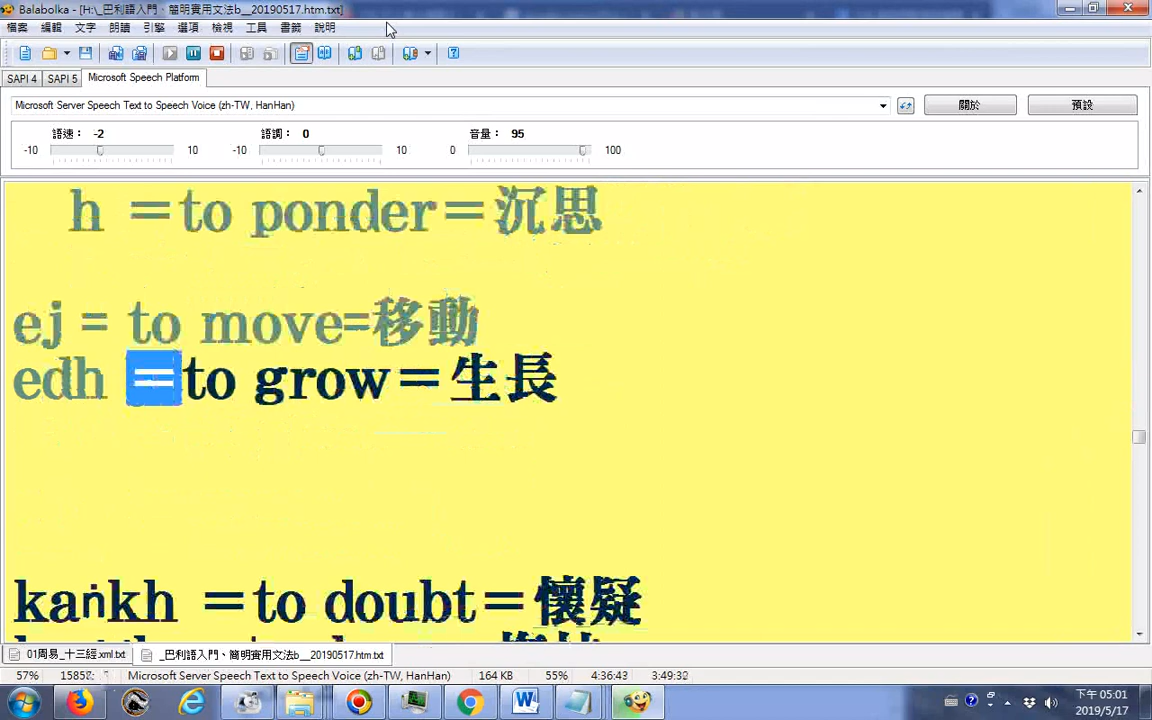 Balabolka - [H:\_巴利語入門、簡明實用文法b__20190517.htm.txt]
檔案 編輯 文字 朗讀 引擎 選項 檢視 工具 書籤 說明
SAPI 4 SAPI 5 Microsoft Speech Platform
Microsoft Server Speech Text to Speech Voice (zh-TW, HanHan) 關於 預設
語速： -2 語調： 0 音量： 95
-10 10 -10 10 0 100
h ＝to ponder＝沉思
ej = to move=移動
edh ＝to grow＝生長
kaṅkh ＝to doubt＝懷疑
01周易_十三經.xml.txt _巴利語入門、簡明實用文法b__20190517.htm.txt
57% Microsoft Server Speech Text to Speech Voice (zh-TW, HanHan) 164 KB 55% 4:36:43
下午 05:01
2019/5/17